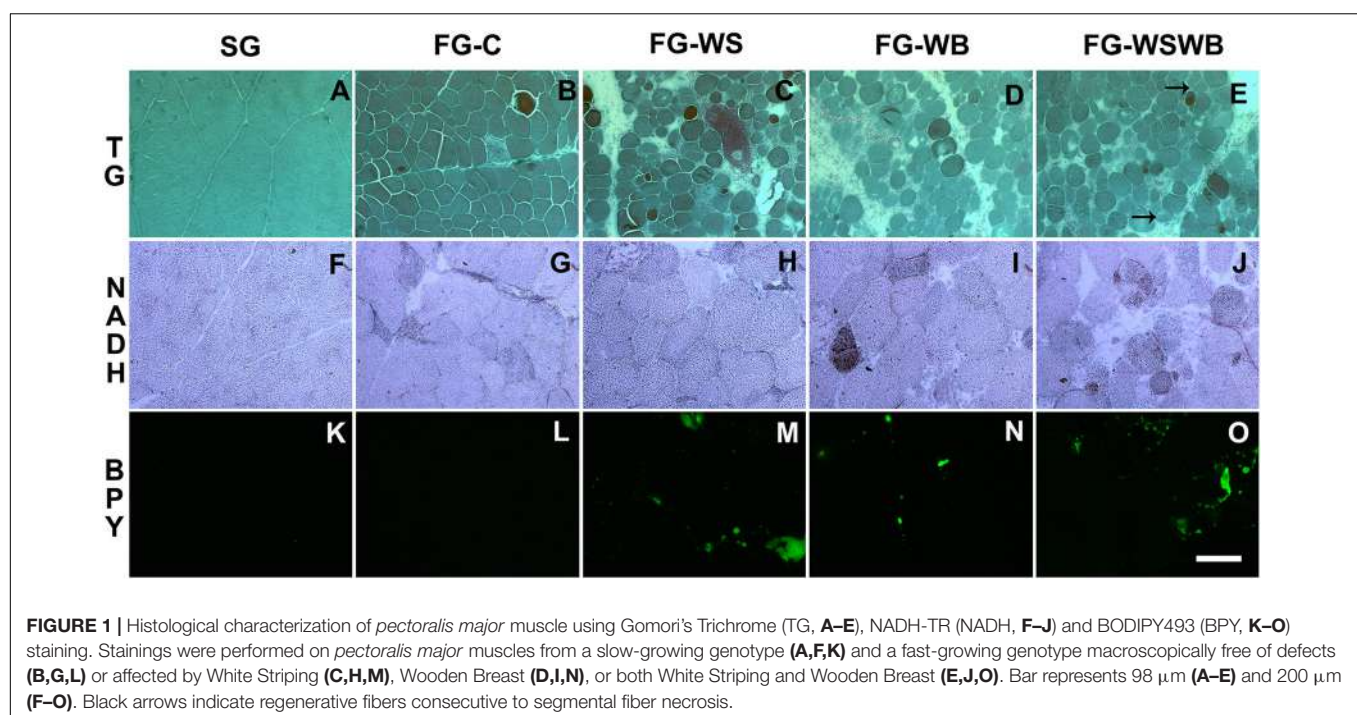 SG FG-C FG-WS FG-WB FG-WSWB
TG
A B C D E
NADH
F G H I J
BPY
K L M N O
FIGURE 1 | Histological characterization of pectoralis major muscle using Gomori's Trichrome (TG, A–E), NADH-TR (NADH, F–J) and BODIPY493 (BPY, K–O)
staining. Stainings were performed on pectoralis major muscles from a slow-growing genotype (A,F,K) and a fast-growing genotype macroscopically free of defects
(B,G,L) or affected by White Striping (C,H,M), Wooden Breast (D,I,N), or both White Striping and Wooden Breast (E,J,O). Bar represents 98 μm (A–E) and 200 μm
(F–O). Black arrows indicate regenerative fibers consecutive to segmental fiber necrosis.